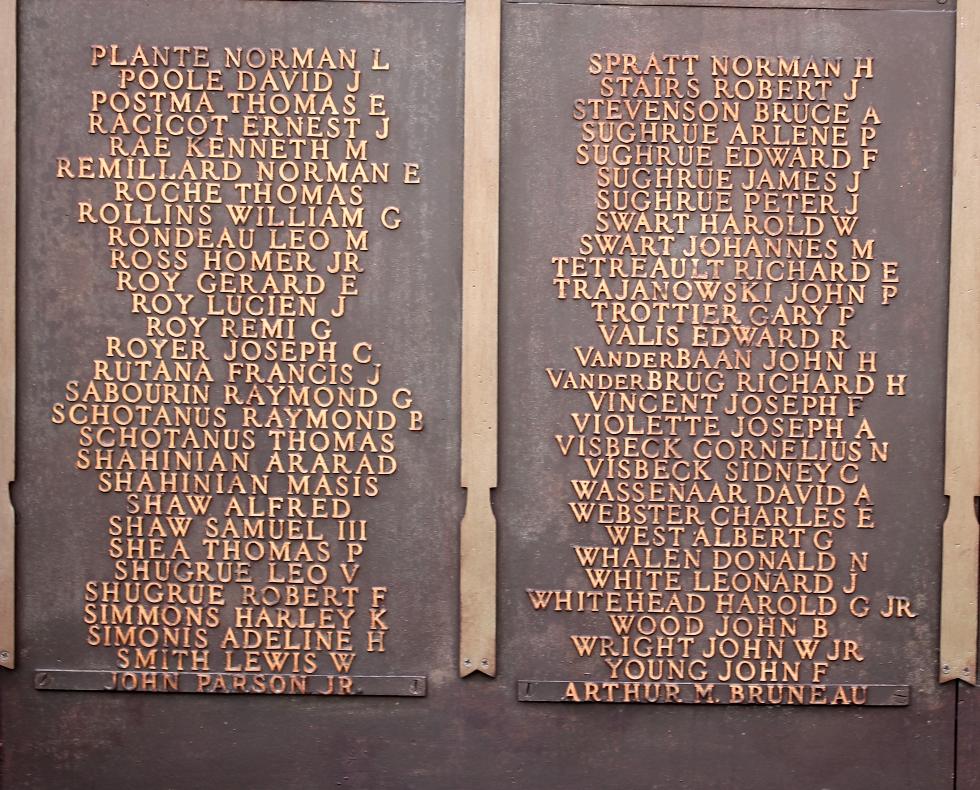 PLANTE NORMAN L
POOLE DAVID J
POSTMA THOMAS E
RACICOT ERNEST J
RAE KENNETH M
REMILLARD NORMAN E
ROCHE THOMAS
ROLLINS WILLIAM G
RONDEAU LEO M
ROSS HOMER JR
ROY GERARD E
ROY LUCIEN J
ROY REMI G
ROYER JOSEPH C
RUTANA FRANCIS J
SABOURIN RAYMOND G
SCHOTANUS RAYMOND B
SCHOTANUS THOMAS
SHAHINIAN ARARAD
SHAHINIAN MASIS
SHAW ALFRED
SHAW SAMUEL III
SHEA THOMAS P
SHUGRUE LEO V
SHUGRUE ROBERT F
SIMMONS HARLEY K
SIMONIS ADELINE H
SMITH LEWIS W
JOHN PARSON JR.
SPRATT NORMAN H
STAIRS ROBERT J
STEVENSON BRUCE A
SUGHRUE ARLENE P
SUGHRUE EDWARD F
SUGHRUE JAMES J
SUGHRUE PETER J
SWART HAROLD W
SWART JOHANNES M
TETREAULT RICHARD E
TRAJANOWSKI JOHN P
TROTTIER GARY P
VALIS EDWARD R
VANDERBAAN JOHN H
VANDERBRUG RICHARD H
VINCENT JOSEPH F
VIOLETTE JOSEPH A
VISBECK CORNELIUS N
VISBECK SIDNEY G
WASSENAAR DAVID A
WEBSTER CHARLES E
WEST ALBERT G
WHALEN DONALD N
WHITE LEONARD J
WHITEHEAD HAROLD G JR
WOOD JOHN B
WRIGHT JOHN W JR
YOUNG JOHN F
ARTHUR M. BRUNEAU